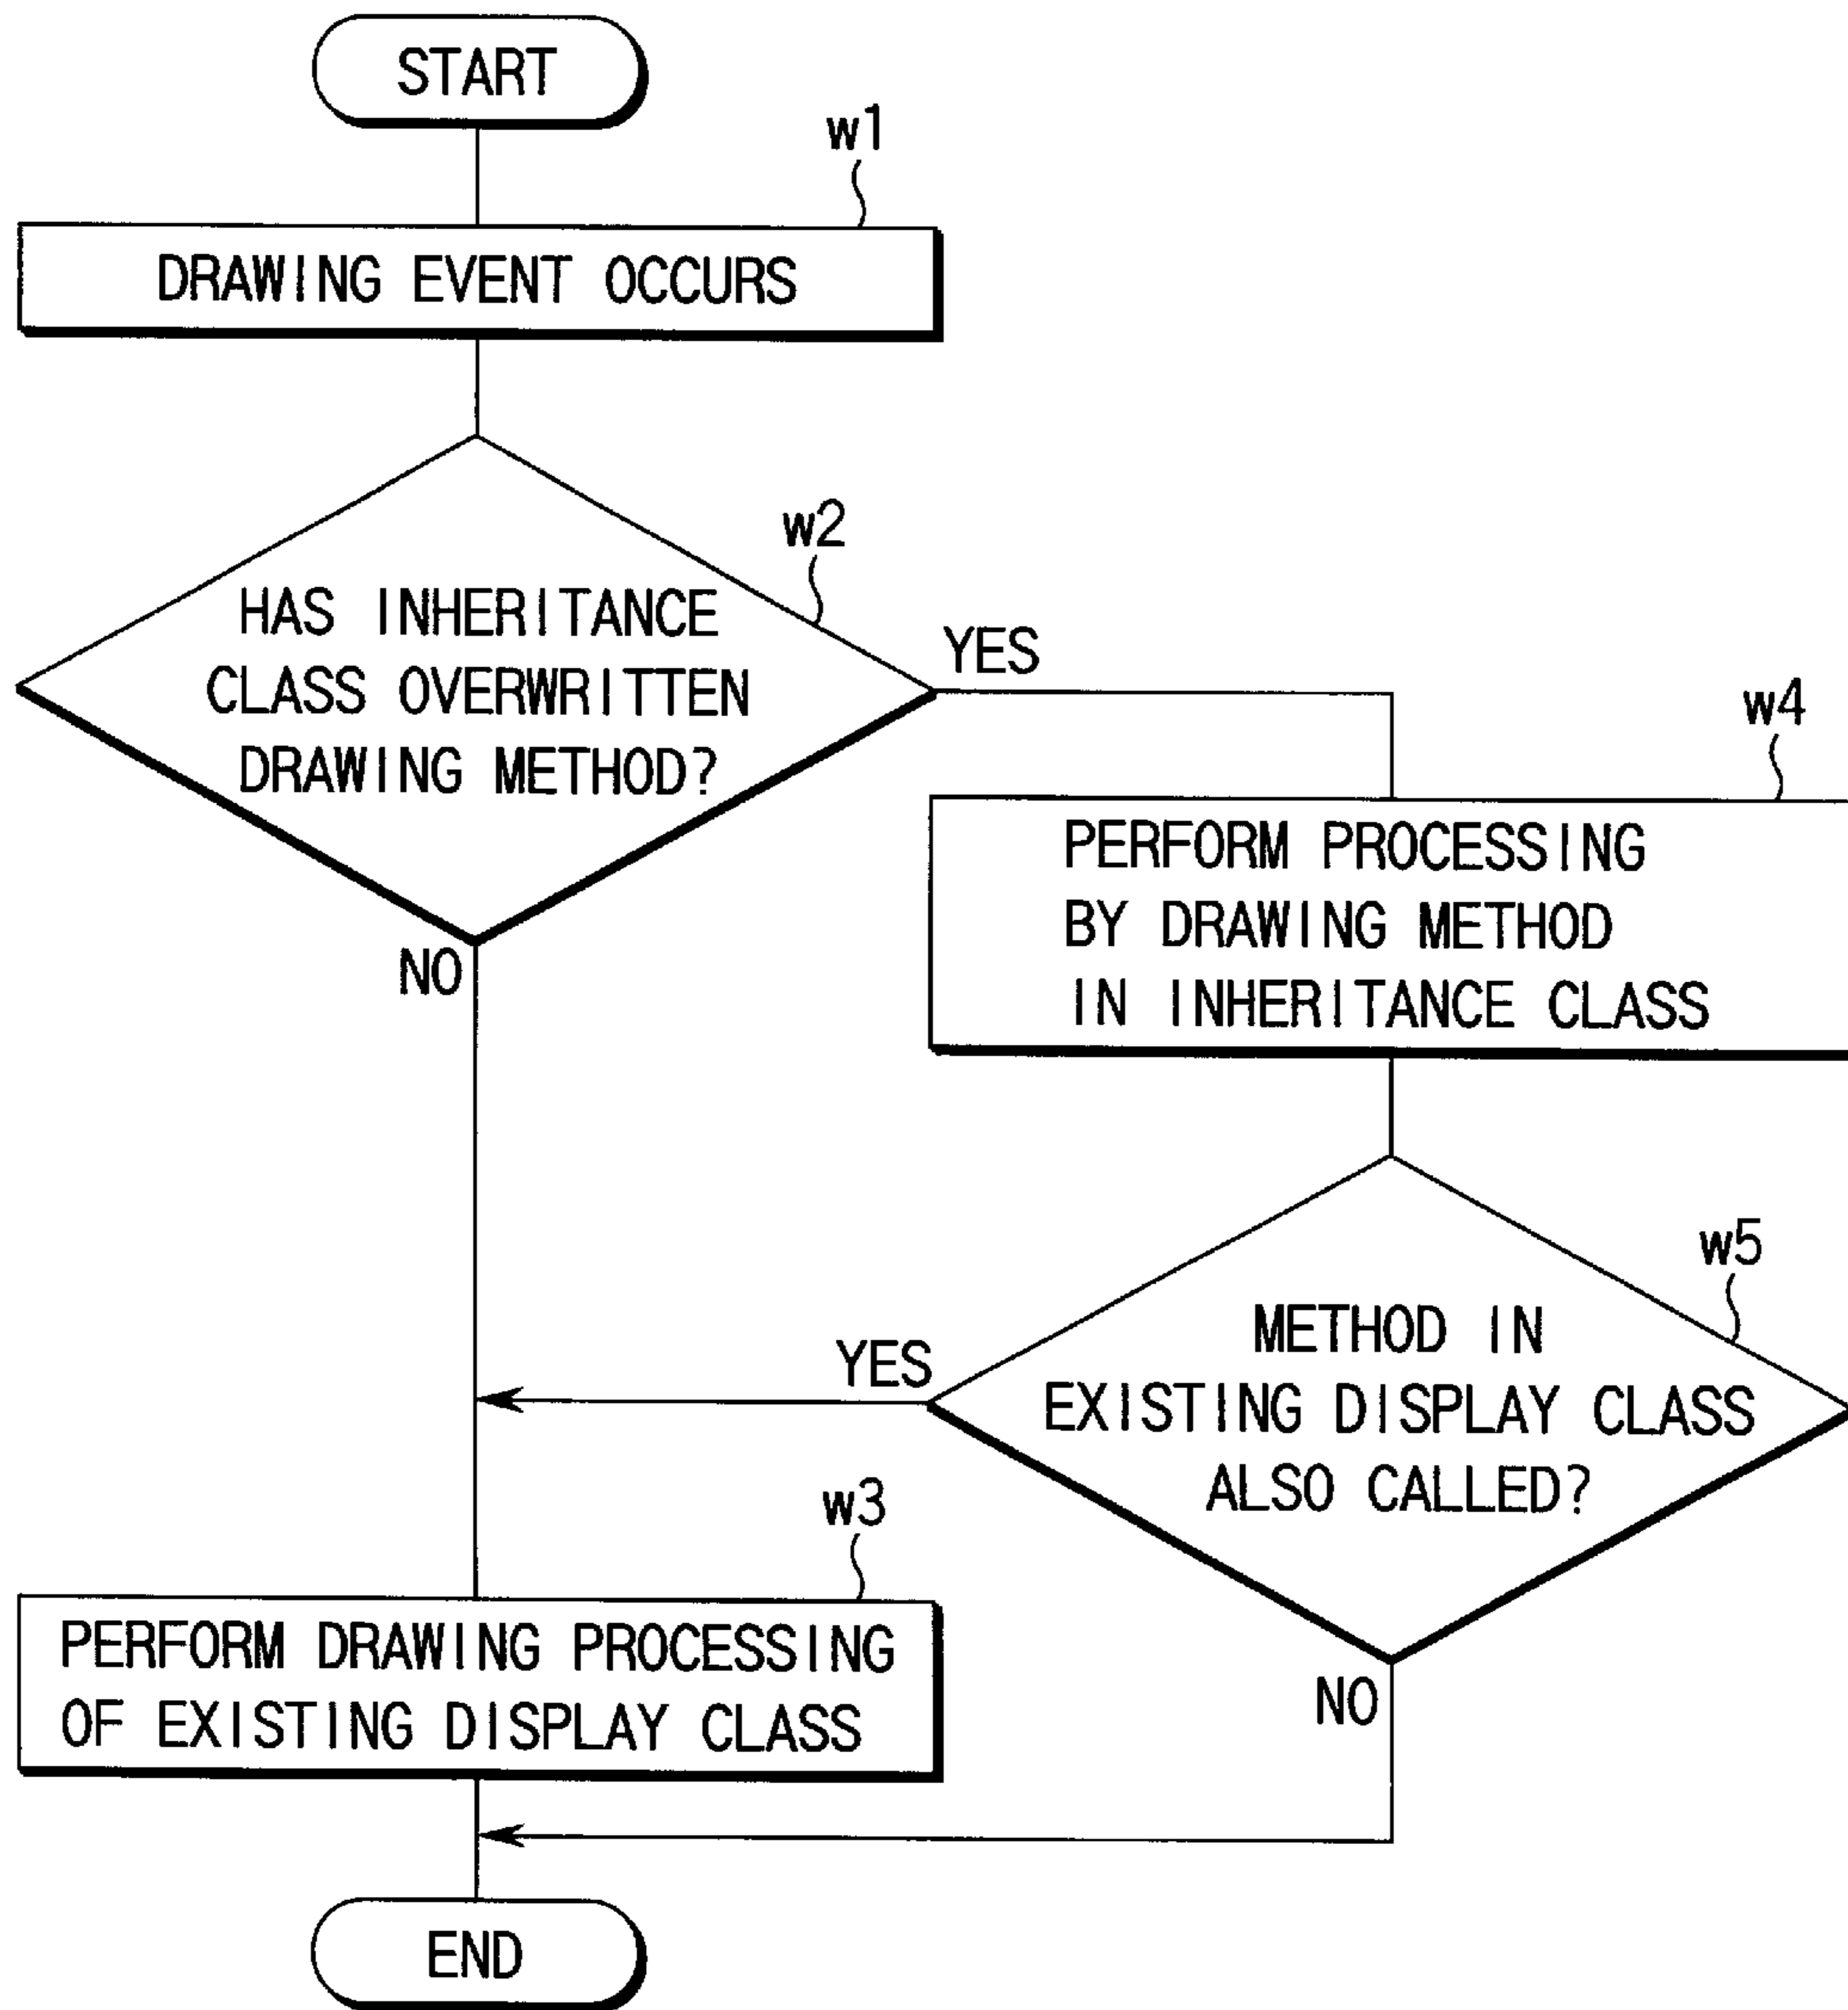 START
w1
DRAWING EVENT OCCURS
w2
HAS INHERITANCE
CLASS OVERWRITTEN
DRAWING METHOD?
YES
NO
w4
PERFORM PROCESSING
BY DRAWING METHOD
IN INHERITANCE CLASS
w5
METHOD IN
EXISTING DISPLAY CLASS
ALSO CALLED?
YES
NO
w3
PERFORM DRAWING PROCESSING
OF EXISTING DISPLAY CLASS
END